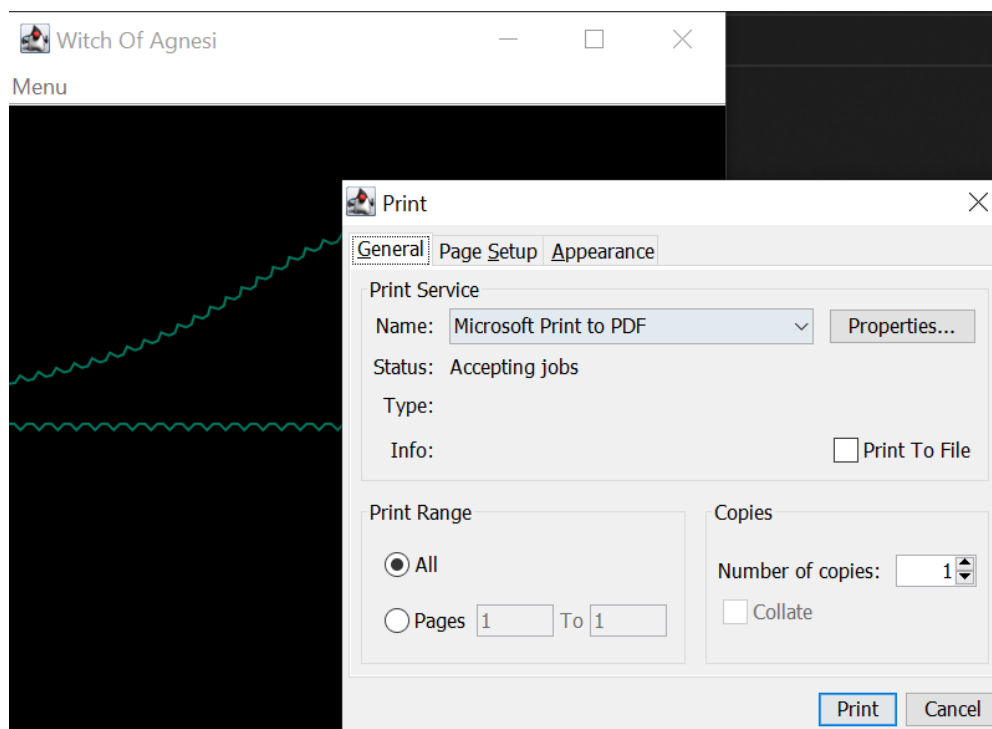 Witch Of Agnesi
Menu
Print
General Page Setup Appearance
Print Service
Name: Microsoft Print to PDF Properties...
Status: Accepting jobs
Type:
Info: Print To File
Print Range Copies
All
Number of copies: 1
Pages 1 To 1
Collate
Print Cancel